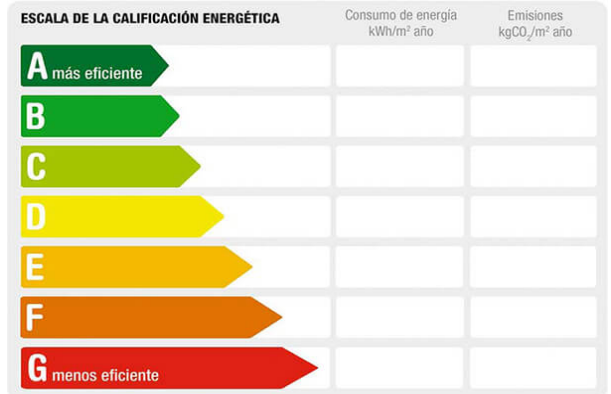 ESCALA DE LA CALIFICACIÓN ENERGÉTICA
Consumo de energía
kWh/m² año
Emisiones
kgCO₂/m² año
A más eficiente
B
C
D
E
F
G menos eficiente